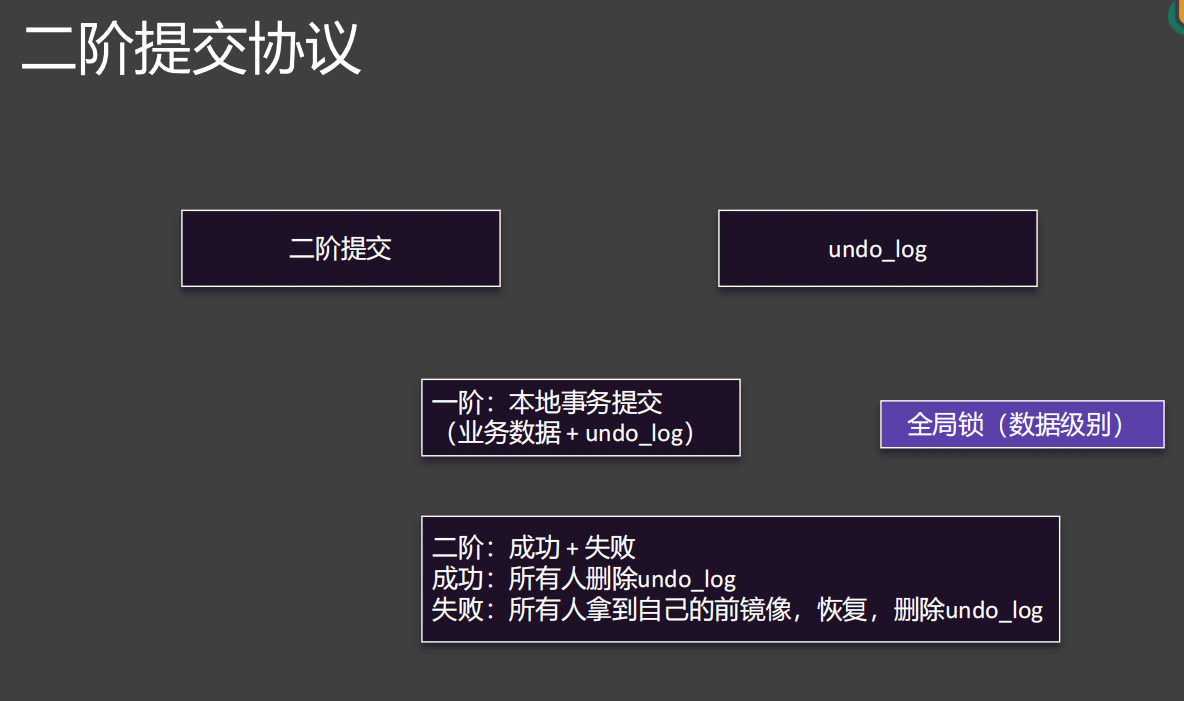 二阶提交协议
二阶提交
undo_log
一阶：本地事务提交
（业务数据 + undo_log）
全局锁（数据级别）
二阶：成功 + 失败
成功：所有人删除undo_log
失败：所有人拿到自己的前镜像，恢复，删除undo_log